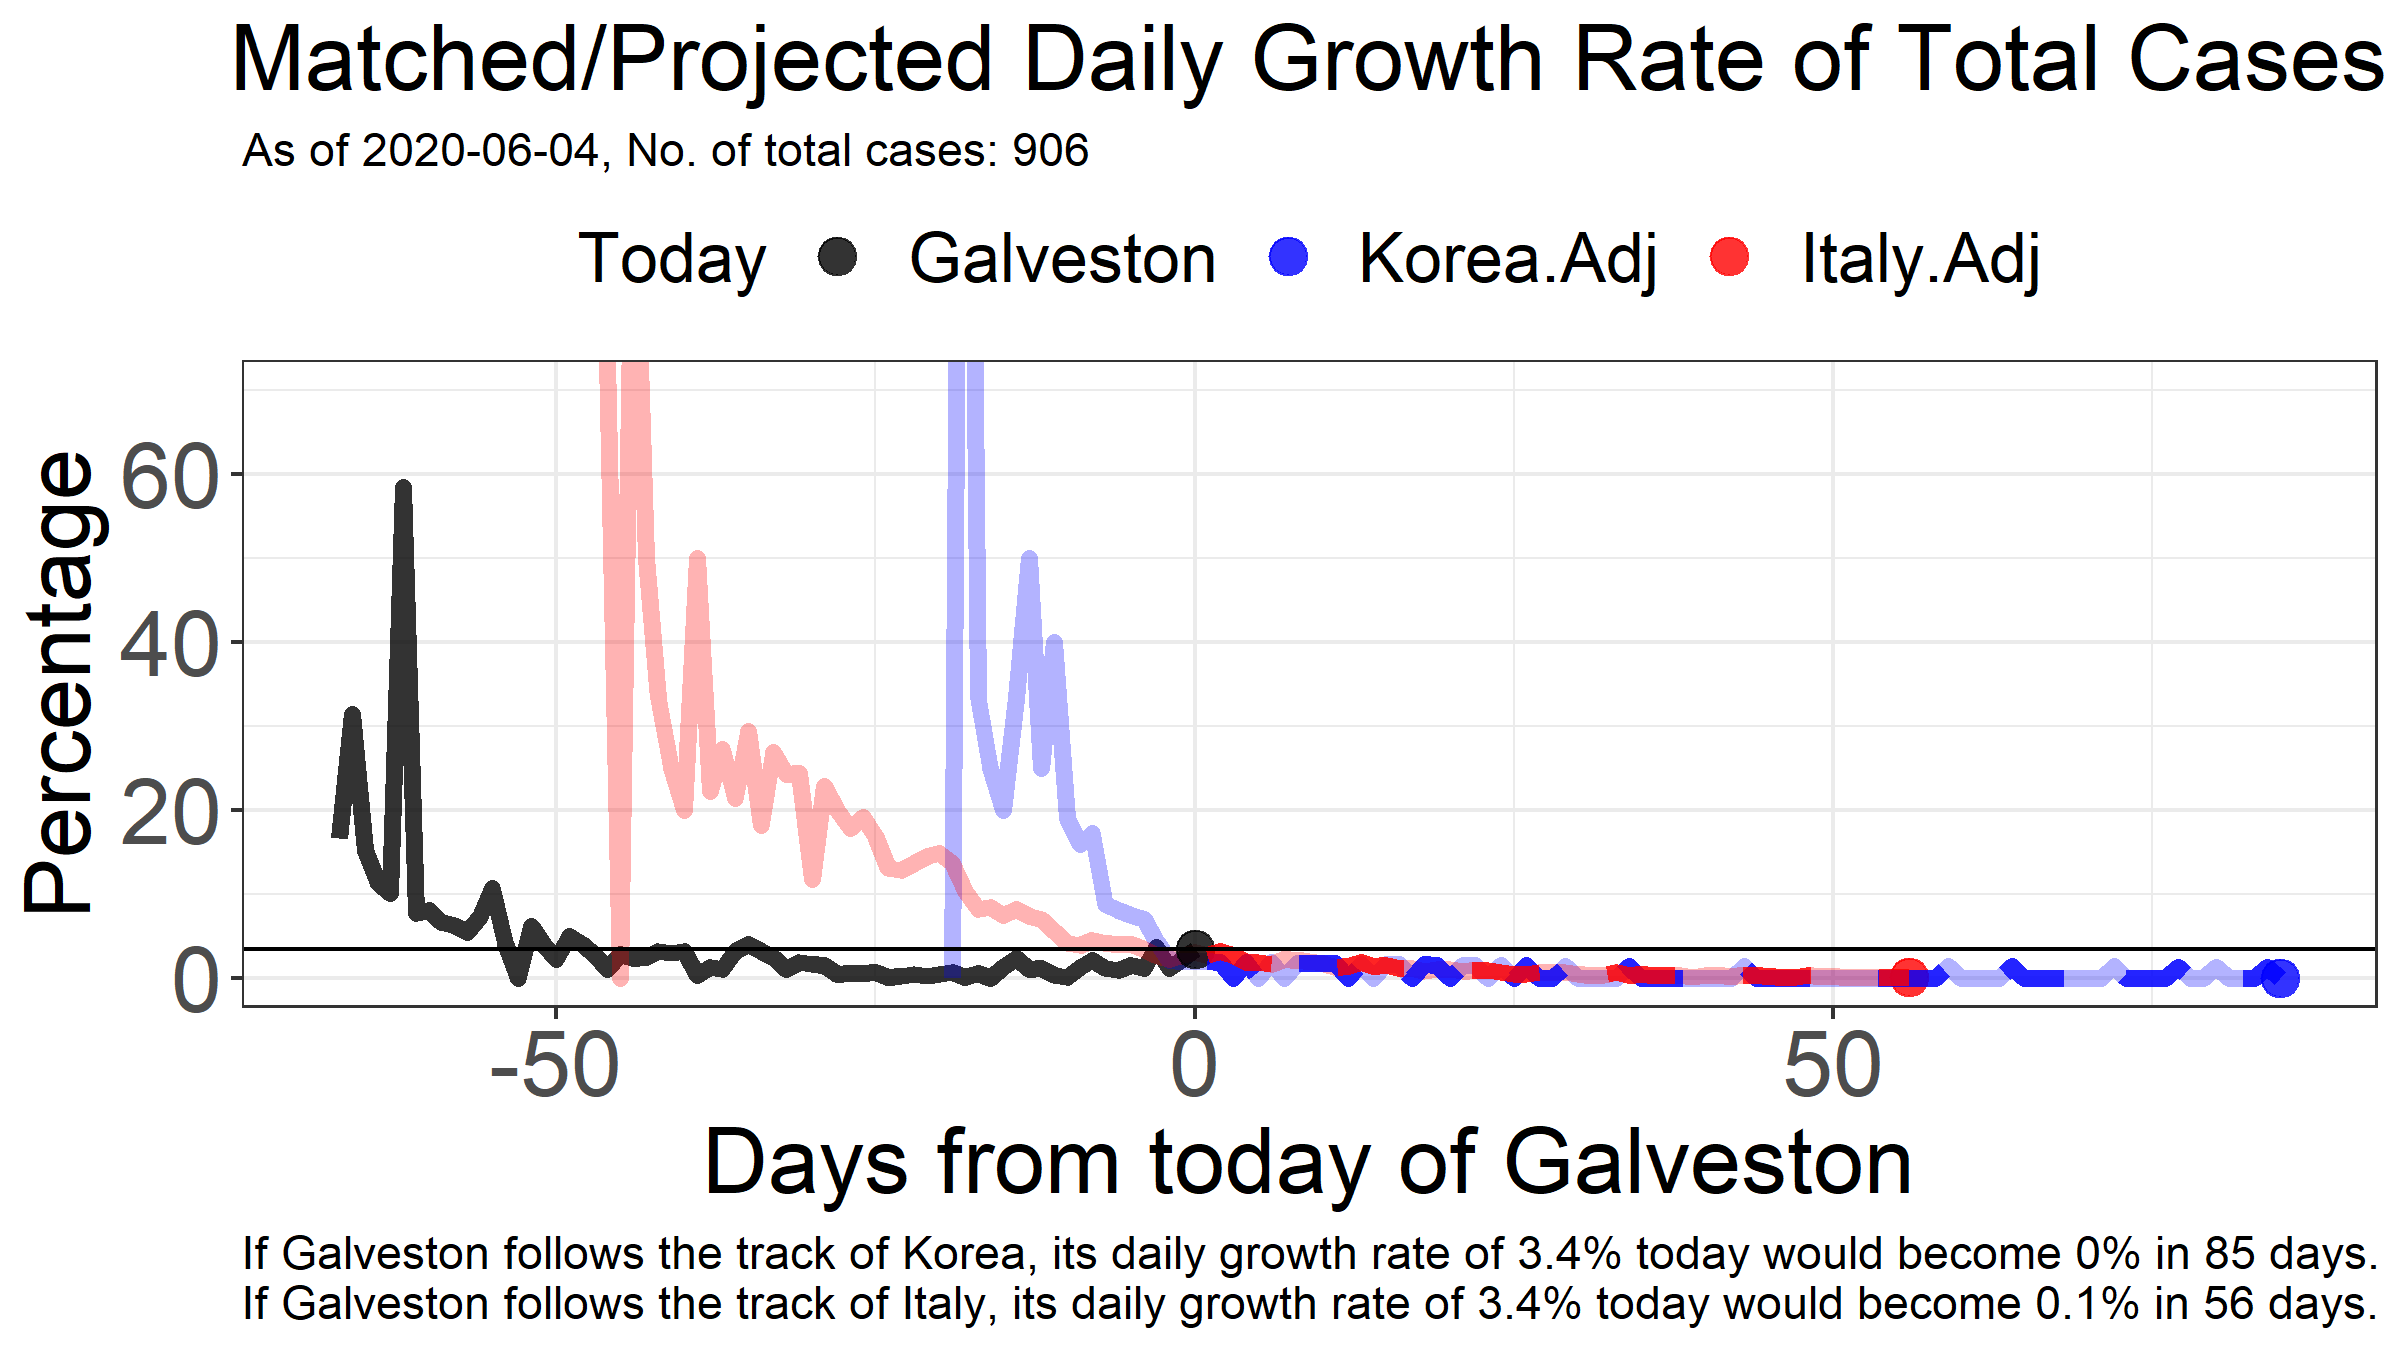 Matched/Projected Daily Growth Rate of Total Cases
As of 2020-06-04, No. of total cases: 906
Today Galveston Korea.Adj Italy.Adj
Percentage
60
40
20
0
-50 0 50
Days from today of Galveston
If Galveston follows the track of Korea, its daily growth rate of 3.4% today would become 0% in 85 days.
If Galveston follows the track of Italy, its daily growth rate of 3.4% today would become 0.1% in 56 days.